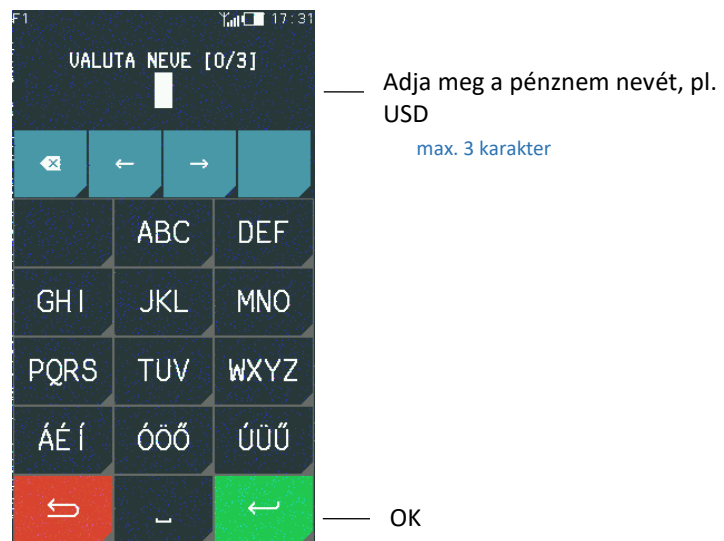 F1 17:31
VALUTA NEVE [0/3]
Adja meg a pénznem nevét, pl.
USD
max. 3 karakter
← →
ABC DEF
GHI JKL MNO
PQRS TUV WXYZ
ÁÉÍ ÓÖŐ ÚÜŰ
OK